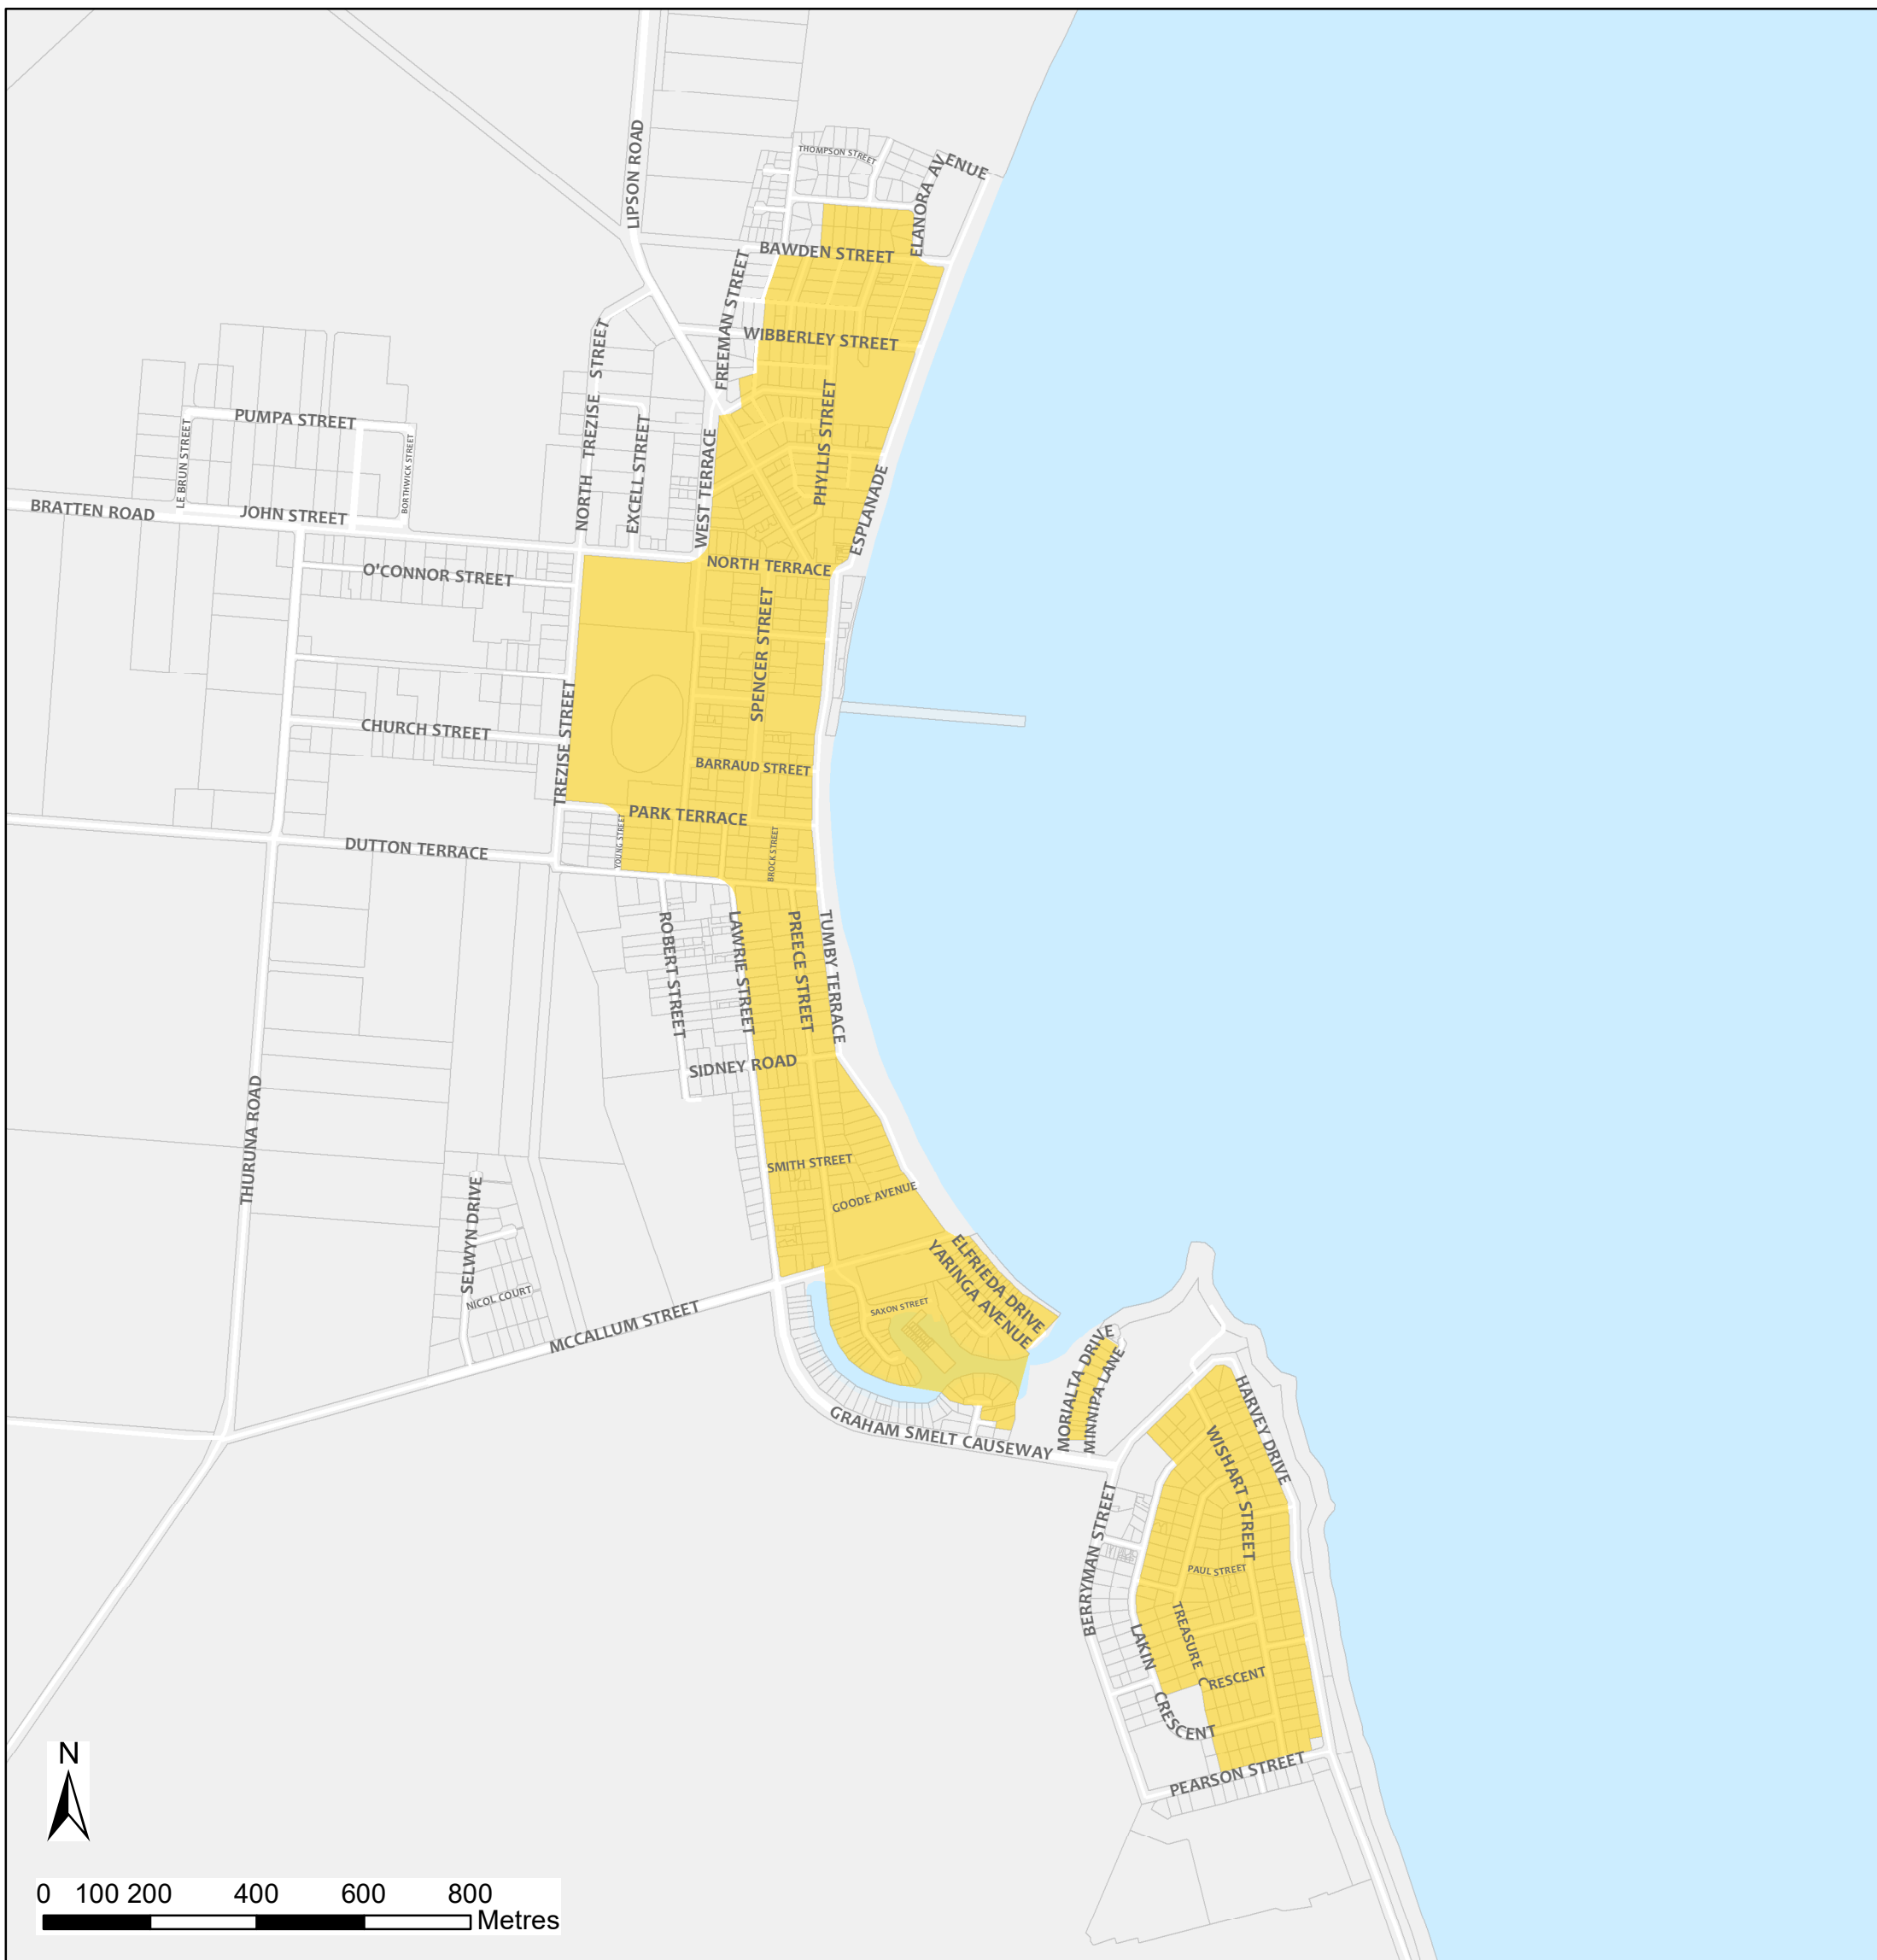 THOMPSON STREET
ELANORA AVENUE
LIPSON ROAD
BAWDEN STREET
FREEMAN STREET
WIBBERLEY STREET
NORTH TREZISE STREET
PHYLLIS STREET
PUMPA STREET
LE BRUN STREET
BORTHWICK STREET
EXCELL STREET
WEST TERRACE
ESPLANADE
BRATTEN ROAD
JOHN STREET
NORTH TERRACE
O'CONNOR STREET
SPENCER STREET
CHURCH STREET
TREZISE STREET
BARRAUD STREET
PARK TERRACE
YOUNG STREET
BROCK STREET
DUTTON TERRACE
ROBERT STREET
LAWRIE STREET
PREECE STREET
TUMBY TERRACE
SIDNEY ROAD
THURUNA ROAD
SMITH STREET
GOODE AVENUE
SELWYN DRIVE
NICOL COURT
ELFRIEDA DRIVE
YARINGA AVENUE
SAXON STREET
MCCALLUM STREET
MORIALTA DRIVE
MINNIPA LANE
GRAHAM SMELT CAUSEWAY
HARVEY DRIVE
WISHART STREET
BERRYMAN STREET
PAUL STREET
TREASURE CRESCENT
LAKIN CRESCENT
PEARSON STREET
N
0 100 200 400 600 800
Metres